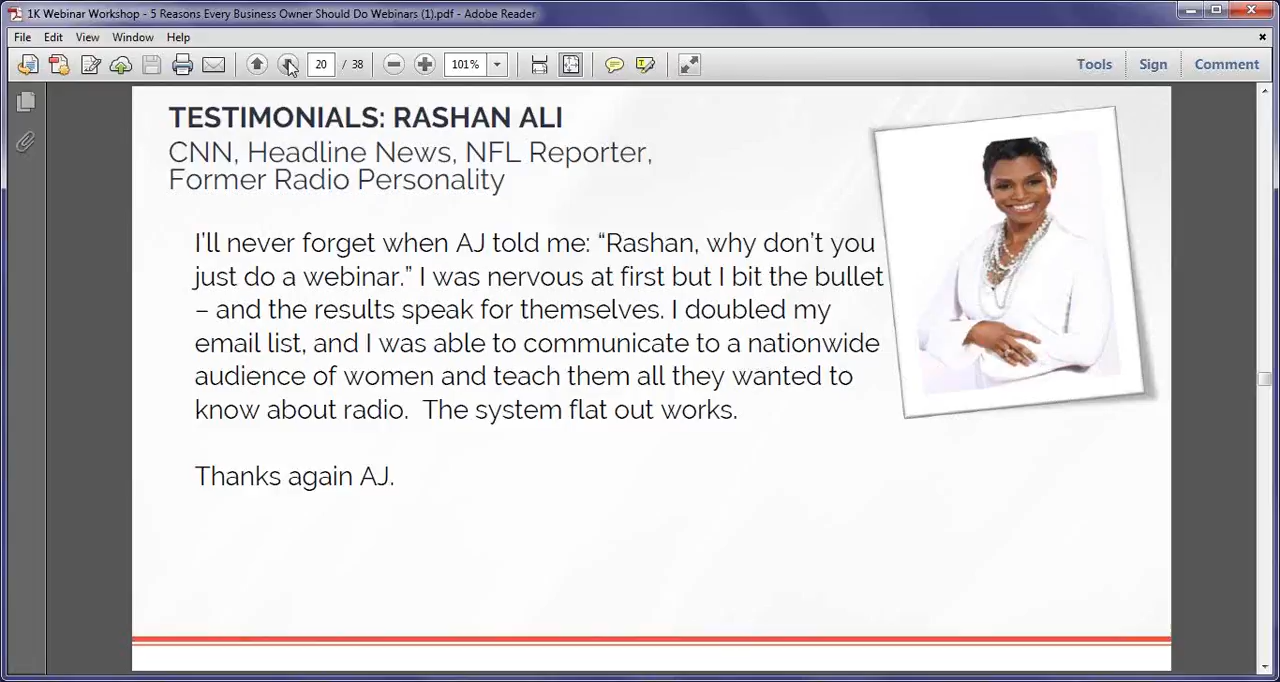 1K Webinar Workshop - 5 Reasons Every Business Owner Should Do Webinars (1).pdf - Adobe Reader
File Edit View Window Help
20 / 38 101% Tools Sign Comment
TESTIMONIALS: RASHAN ALI
CNN, Headline News, NFL Reporter,
Former Radio Personality
I'll never forget when AJ told me: “Rashan, why don't you
just do a webinar.” I was nervous at first but I bit the bullet
– and the results speak for themselves. I doubled my
email list, and I was able to communicate to a nationwide
audience of women and teach them all they wanted to
know about radio.  The system flat out works.
Thanks again AJ.